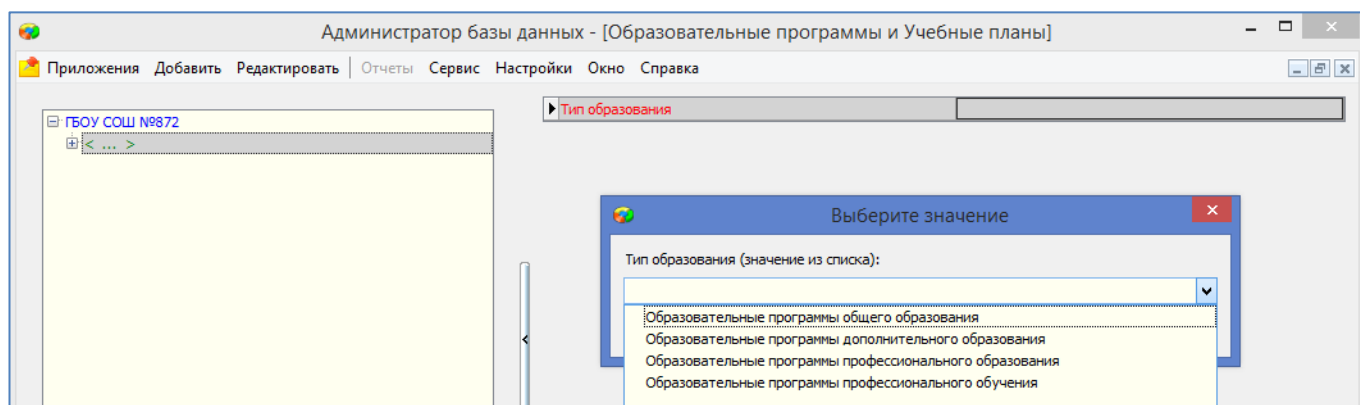 Администратор базы данных - [Образовательные программы и Учебные планы]
Приложения Добавить Редактировать Отчеты Сервис Настройки Окно Справка
Тип образования
ГБОУ СОШ №872
< ... >
Выберите значение
Тип образования (значение из списка):
Образовательные программы общего образования
Образовательные программы дополнительного образования
Образовательные программы профессионального образования
Образовательные программы профессионального обучения